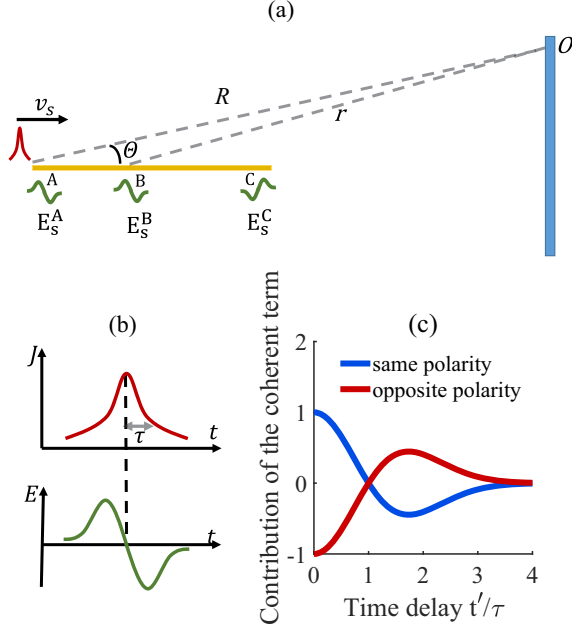 (a)
O
R
v_s
r
Θ
A B C
E_s^A E_s^B E_s^C
(b)
J
τ
t
E
t
(c)
Contribution of the coherent term
2
1
0
-1
same polarity
opposite polarity
0 1 2 3 4
Time delay t′/τ